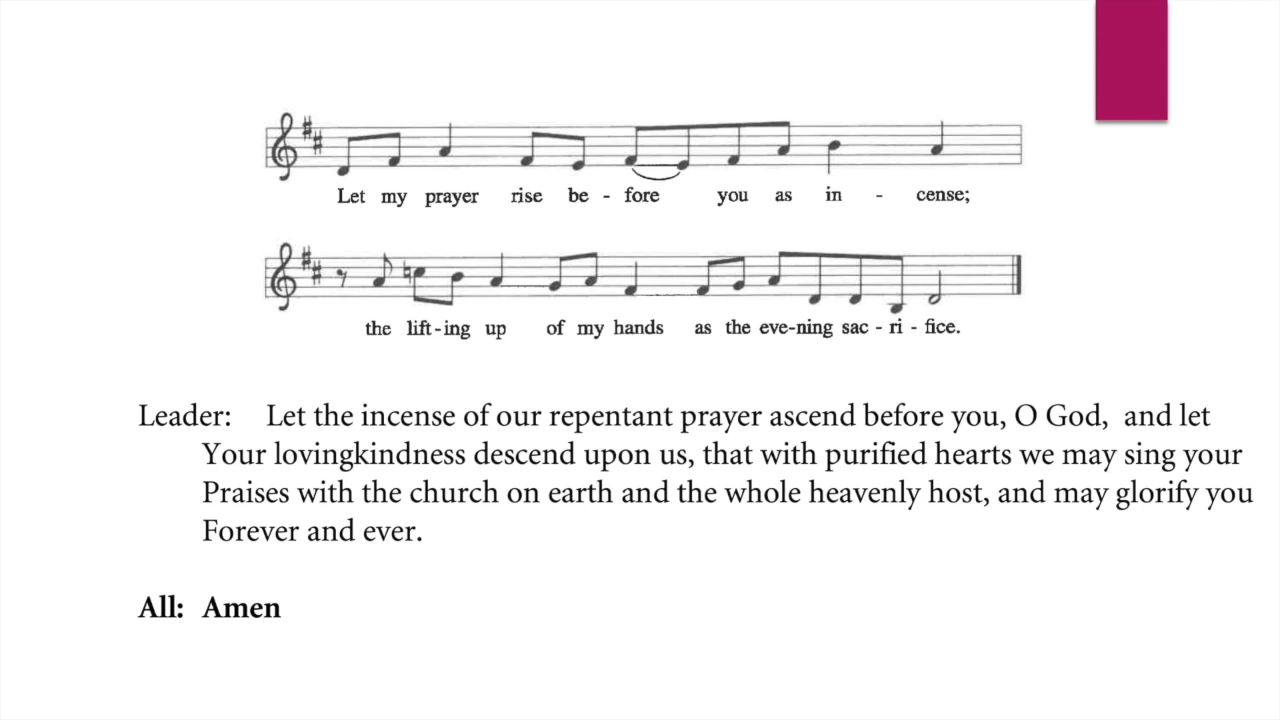 Let my prayer rise be - fore you as in - cense;
the lift - ing up of my hands as the eve - ning sac - ri - fice.
Leader: Let the incense of our repentant prayer ascend before you, O God, and let
Your lovingkindness descend upon us, that with purified hearts we may sing your
Praises with the church on earth and the whole heavenly host, and may glorify you
Forever and ever.
All: Amen